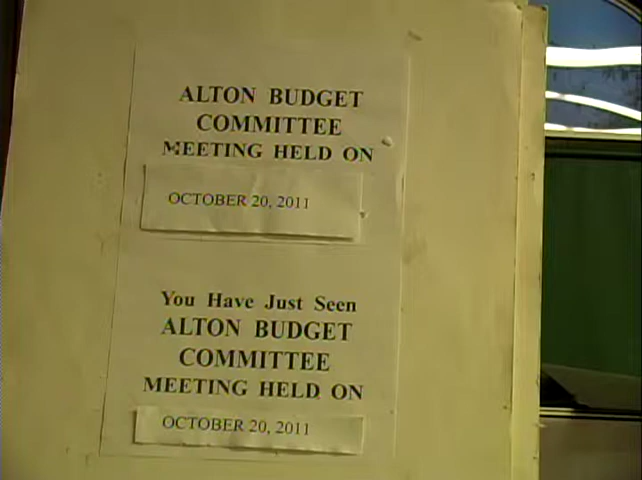 ALTON BUDGET
COMMITTEE
MEETING HELD ON
OCTOBER 20, 2011
You Have Just Seen
ALTON BUDGET
COMMITTEE
MEETING HELD ON
OCTOBER 20, 2011